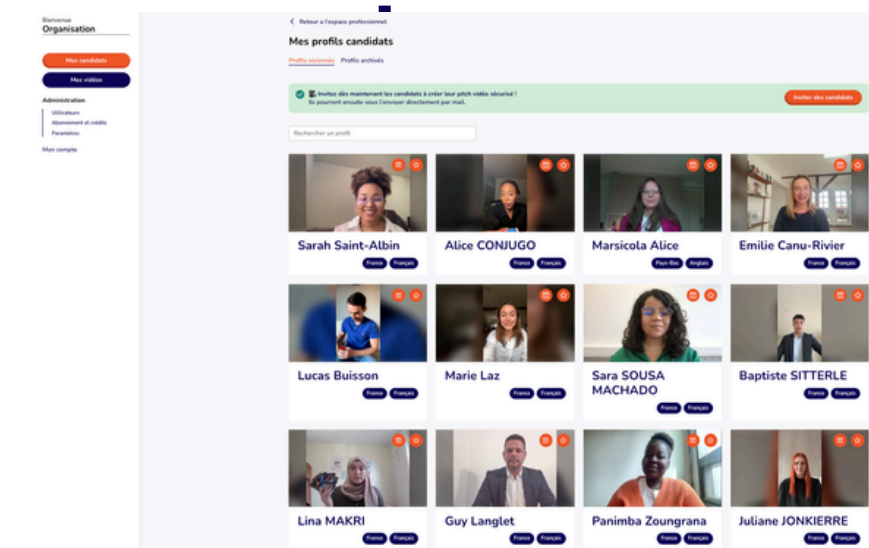 Bienvenue
Organisation
Mes candidats
Mes vidéos
Administration
Utilisateurs
Abonnement et crédits
Paramètres
Mon compte
Retour a l'espace professionnel
Mes profils candidats
Profils visionnés Profils archivés
Invitez dès maintenant les candidats à créer leur pitch vidéo sécurisé !
Ils pourront ensuite vous l'envoyer directement par mail.
Inviter des candidats
Rechercher un profil
Sarah Saint-Albin
France Français
Alice CONJUGO
France Français
Marsicola Alice
Pays-Bas Anglais
Emilie Canu-Rivier
France Français
Lucas Buisson
France Français
Marie Laz
France Français
Sara SOUSA
MACHADO
France Français
Baptiste SITTERLE
France Français
Lina MAKRI
France Français
Guy Langlet
France Français
Panimba Zoungrana
France Français
Juliane JONKIERRE
France Français